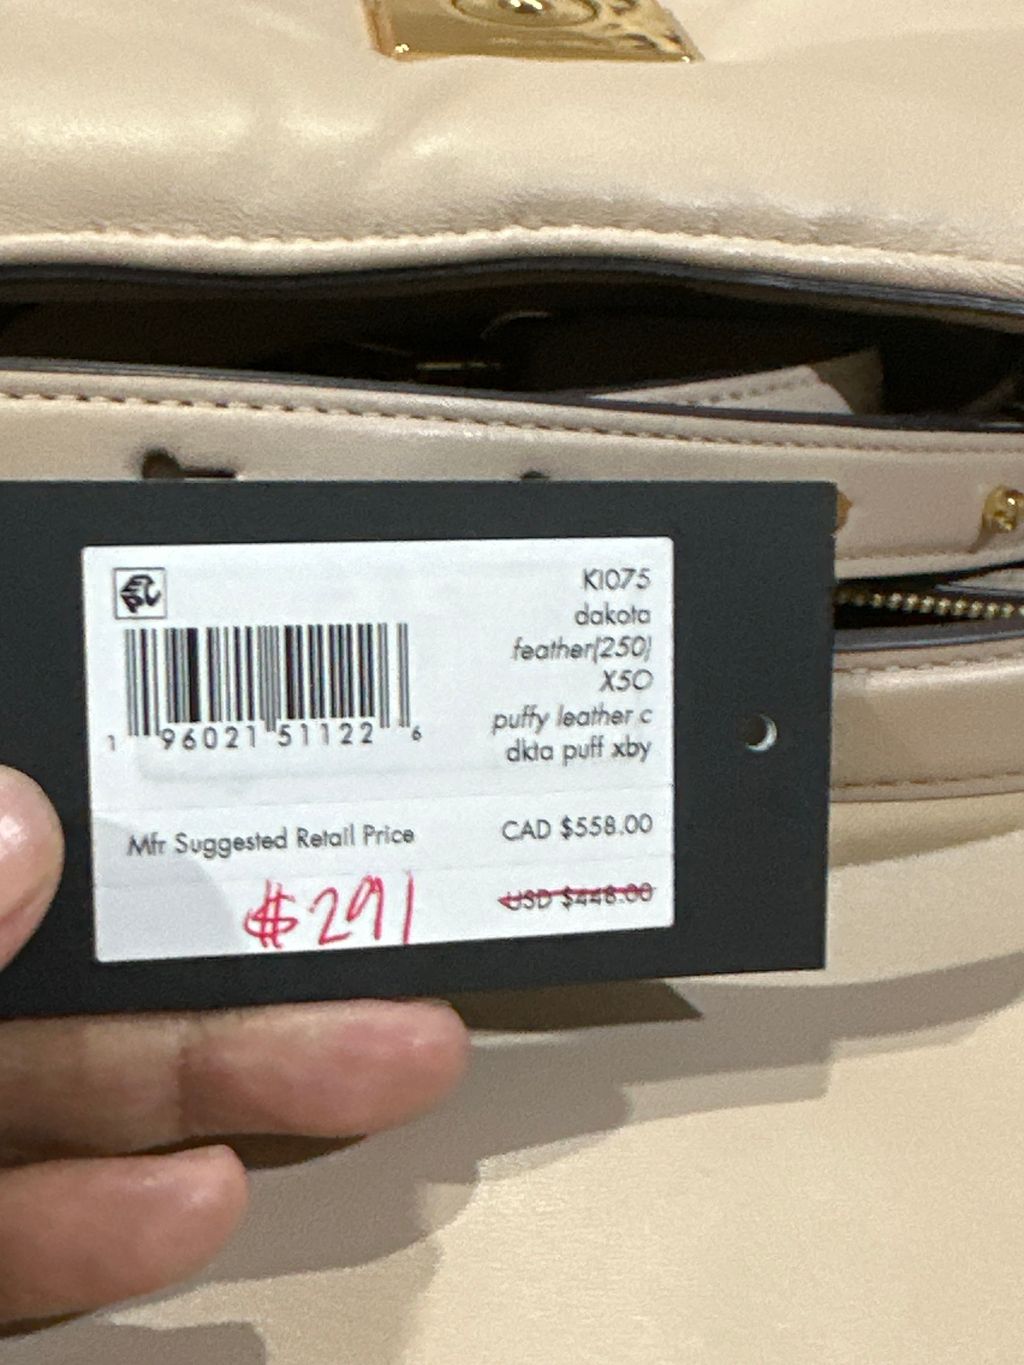 K1075
dakota
feather(250)
X5O
puffy leather c
dkta puff xby
1 96021 51122 6
Mfr Suggested Retail Price CAD $558.00
$291 USD $448.00